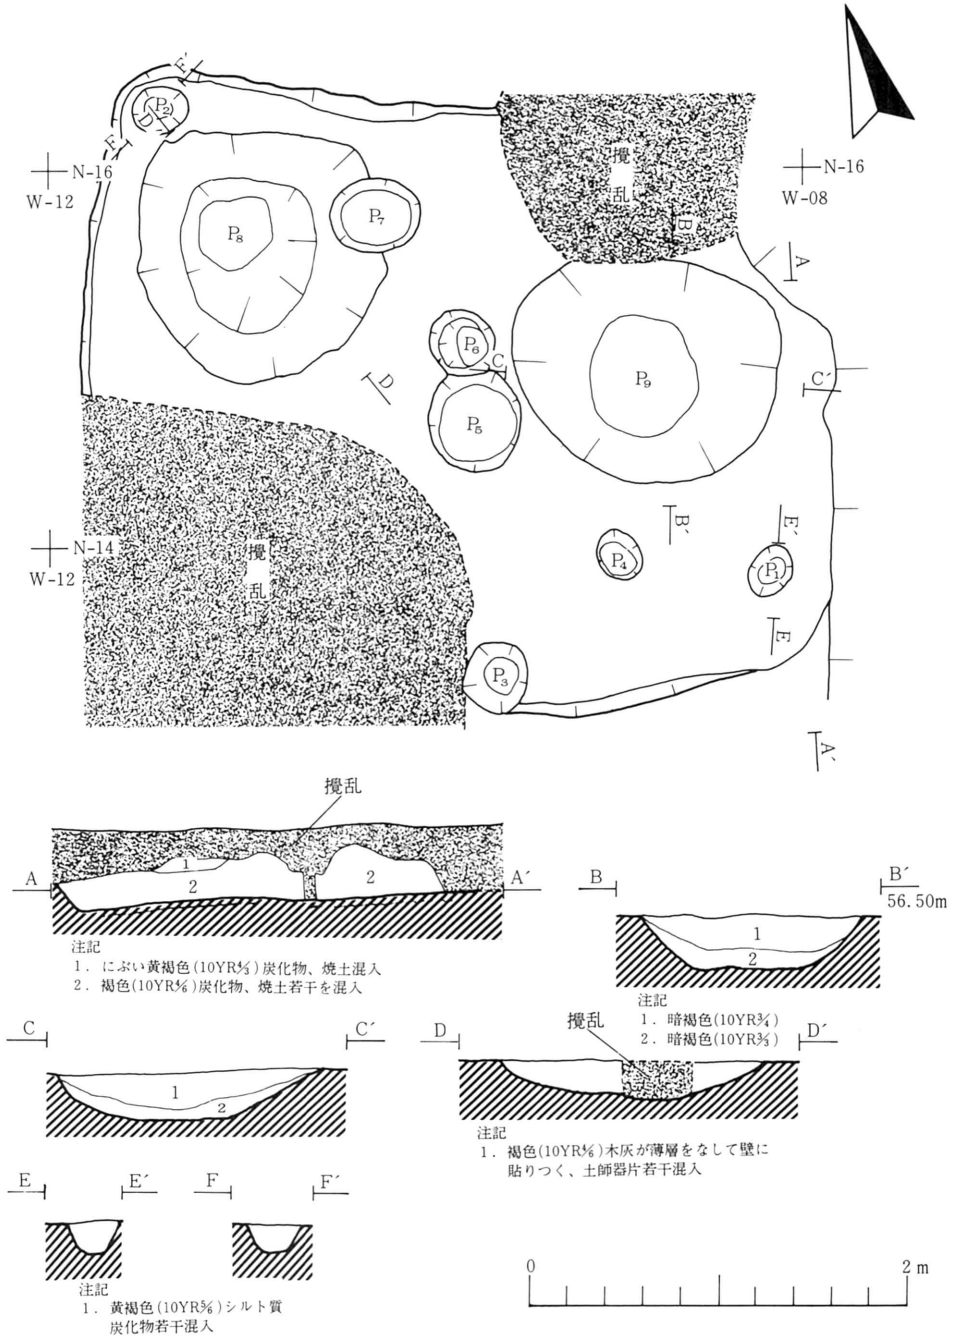 F´
P₂
D´
F
N-16
W-12
P₈
P₇
攪
乱
B
N-16
W-08
A
P₆
C
P₉
C´
D
P₅
N-14
W-12
攪
乱
P₄
B´
E´
P₁
E
P₃
A´
攪乱
A
1
2
2
A´
注記
1. にぶい黄褐色(10YR⁴⁄₃)炭化物、焼土混入
2. 褐色(10YR⁴⁄₆)炭化物、焼土若干を混入
B
B´
56.50m
1
2
注記
1. 暗褐色(10YR¾)
2. 暗褐色(10YR³⁄₃)
C
C´
1
2
攪乱
D
D´
注記
1. 褐色(10YR⁴⁄₆)木灰が薄層をなして壁に
貼りつく、土師器片若干混入
E
E´
F
F´
注記
1. 黄褐色(10YR⁵⁄₆)シルト質
炭化物若干混入
0
2 m